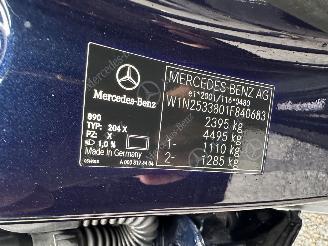 Mercedes-Benz
890
TYP: 204 X
PZ: X
1,0 %
Made in Germany
MERCEDES-BENZ AG
e1*2001/116*0480
W1N2533801F840683
2395 kg
4495 kg
1- 1110 kg
2- 1285 kg